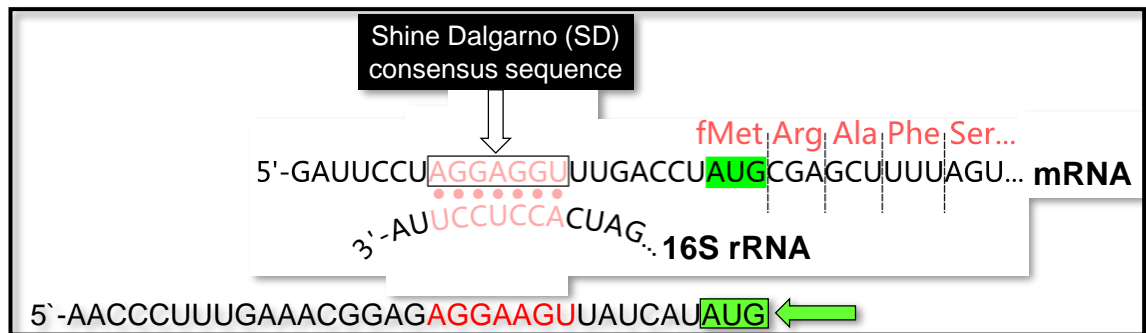 Shine Dalgarno (SD)
consensus sequence
fMet Arg Ala Phe Ser...
5'-GAUUCCUAGGAGGUUUGACCUAUGCGAGCUUUUAGU... mRNA
3'-AUUCCUCCACUAG... 16S rRNA
5`-AACCCUUUGAAACGGAGAGGAAGUUAUCAUAUG